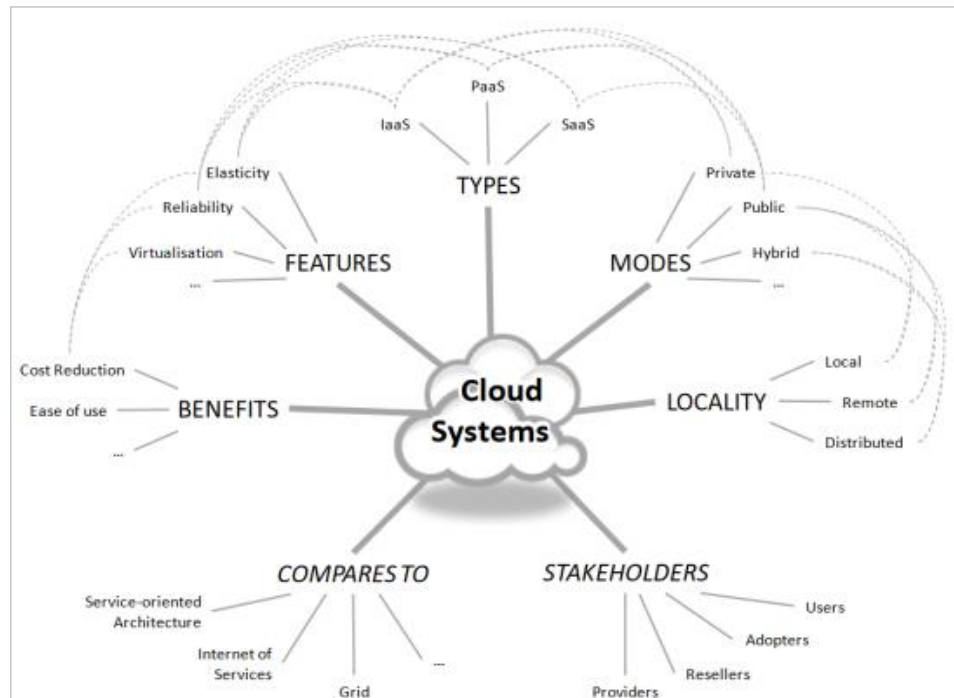 PaaS
IaaS
SaaS
TYPES
Elasticity
Reliability
Virtualisation
...
FEATURES
Private
Public
Hybrid
...
MODES
Cost Reduction
Ease of use
...
BENEFITS
Cloud
Systems
LOCALITY
Local
Remote
Distributed
COMPARES TO
Service-oriented
Architecture
Internet of
Services
Grid
...
STAKEHOLDERS
Users
Adopters
Resellers
Providers